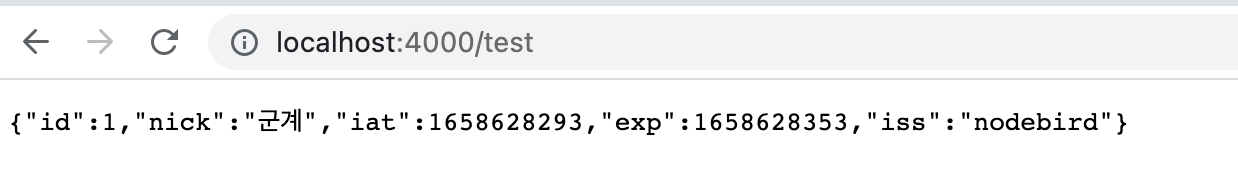 localhost:4000/test
{"id":1,"nick":"군계","iat":1658628293,"exp":1658628353,"iss":"nodebird"}